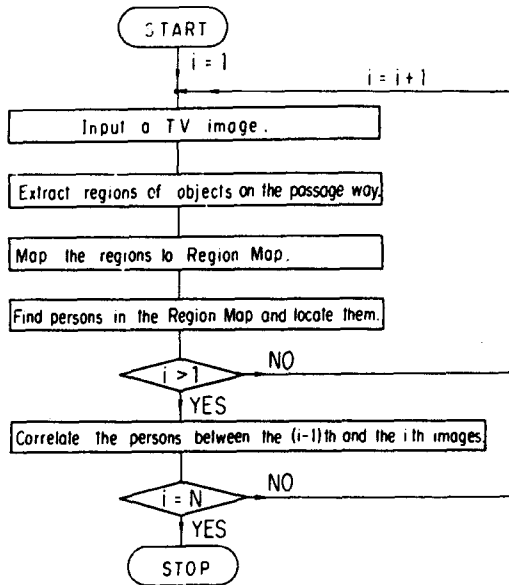 START
i = 1
i = i+1
Input a TV image.
Extract regions of objects on the passage way.
Map the regions to Region Map.
Find persons in the Region Map and locate them.
i > 1
NO
YES
Correlate the persons between the (i-1)th and the i th images.
i = N
NO
YES
STOP